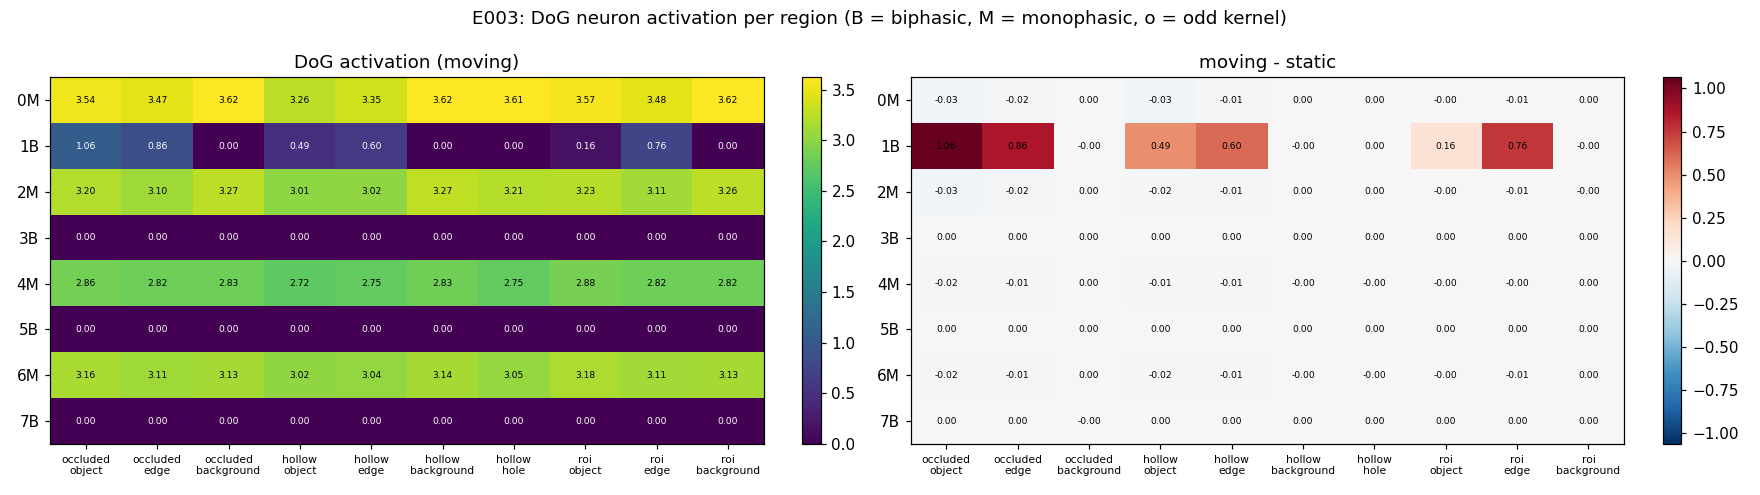 E003: DoG neuron activation per region (B = biphasic, M = monophasic, o = odd kernel)
DoG activation (moving)
0M 3.54 3.47 3.62 3.26 3.35 3.62 3.61 3.57 3.48 3.62
1B 1.06 0.86 0.00 0.49 0.60 0.00 0.00 0.16 0.76 0.00
2M 3.20 3.10 3.27 3.01 3.02 3.27 3.21 3.23 3.11 3.26
3B 0.00 0.00 0.00 0.00 0.00 0.00 0.00 0.00 0.00 0.00
4M 2.86 2.82 2.83 2.72 2.75 2.83 2.75 2.88 2.82 2.82
5B 0.00 0.00 0.00 0.00 0.00 0.00 0.00 0.00 0.00 0.00
6M 3.16 3.11 3.13 3.02 3.04 3.14 3.05 3.18 3.11 3.13
7B 0.00 0.00 0.00 0.00 0.00 0.00 0.00 0.00 0.00 0.00
occluded occluded occluded hollow hollow hollow hollow roi roi roi
object edge background object edge background hole object edge background
3.5
3.0
2.5
2.0
1.5
1.0
0.5
0.0
moving - static
0M -0.03 -0.02 0.00 -0.03 -0.01 0.00 0.00 -0.00 -0.01 0.00
1B 1.06 0.86 -0.00 0.49 0.60 -0.00 0.00 0.16 0.76 -0.00
2M -0.03 -0.02 0.00 -0.02 -0.01 0.00 0.00 -0.00 -0.01 -0.00
3B 0.00 0.00 0.00 0.00 0.00 0.00 0.00 0.00 0.00 0.00
4M -0.02 -0.01 0.00 -0.01 -0.01 -0.00 -0.00 -0.00 -0.00 0.00
5B 0.00 0.00 0.00 0.00 0.00 0.00 0.00 0.00 0.00 0.00
6M -0.02 -0.01 0.00 -0.02 -0.01 -0.00 -0.00 -0.00 -0.01 0.00
7B 0.00 0.00 -0.00 0.00 0.00 0.00 0.00 0.00 0.00 0.00
occluded occluded occluded hollow hollow hollow hollow roi roi roi
object edge background object edge background hole object edge background
1.00
0.75
0.50
0.25
0.00
−0.25
−0.50
−0.75
−1.00